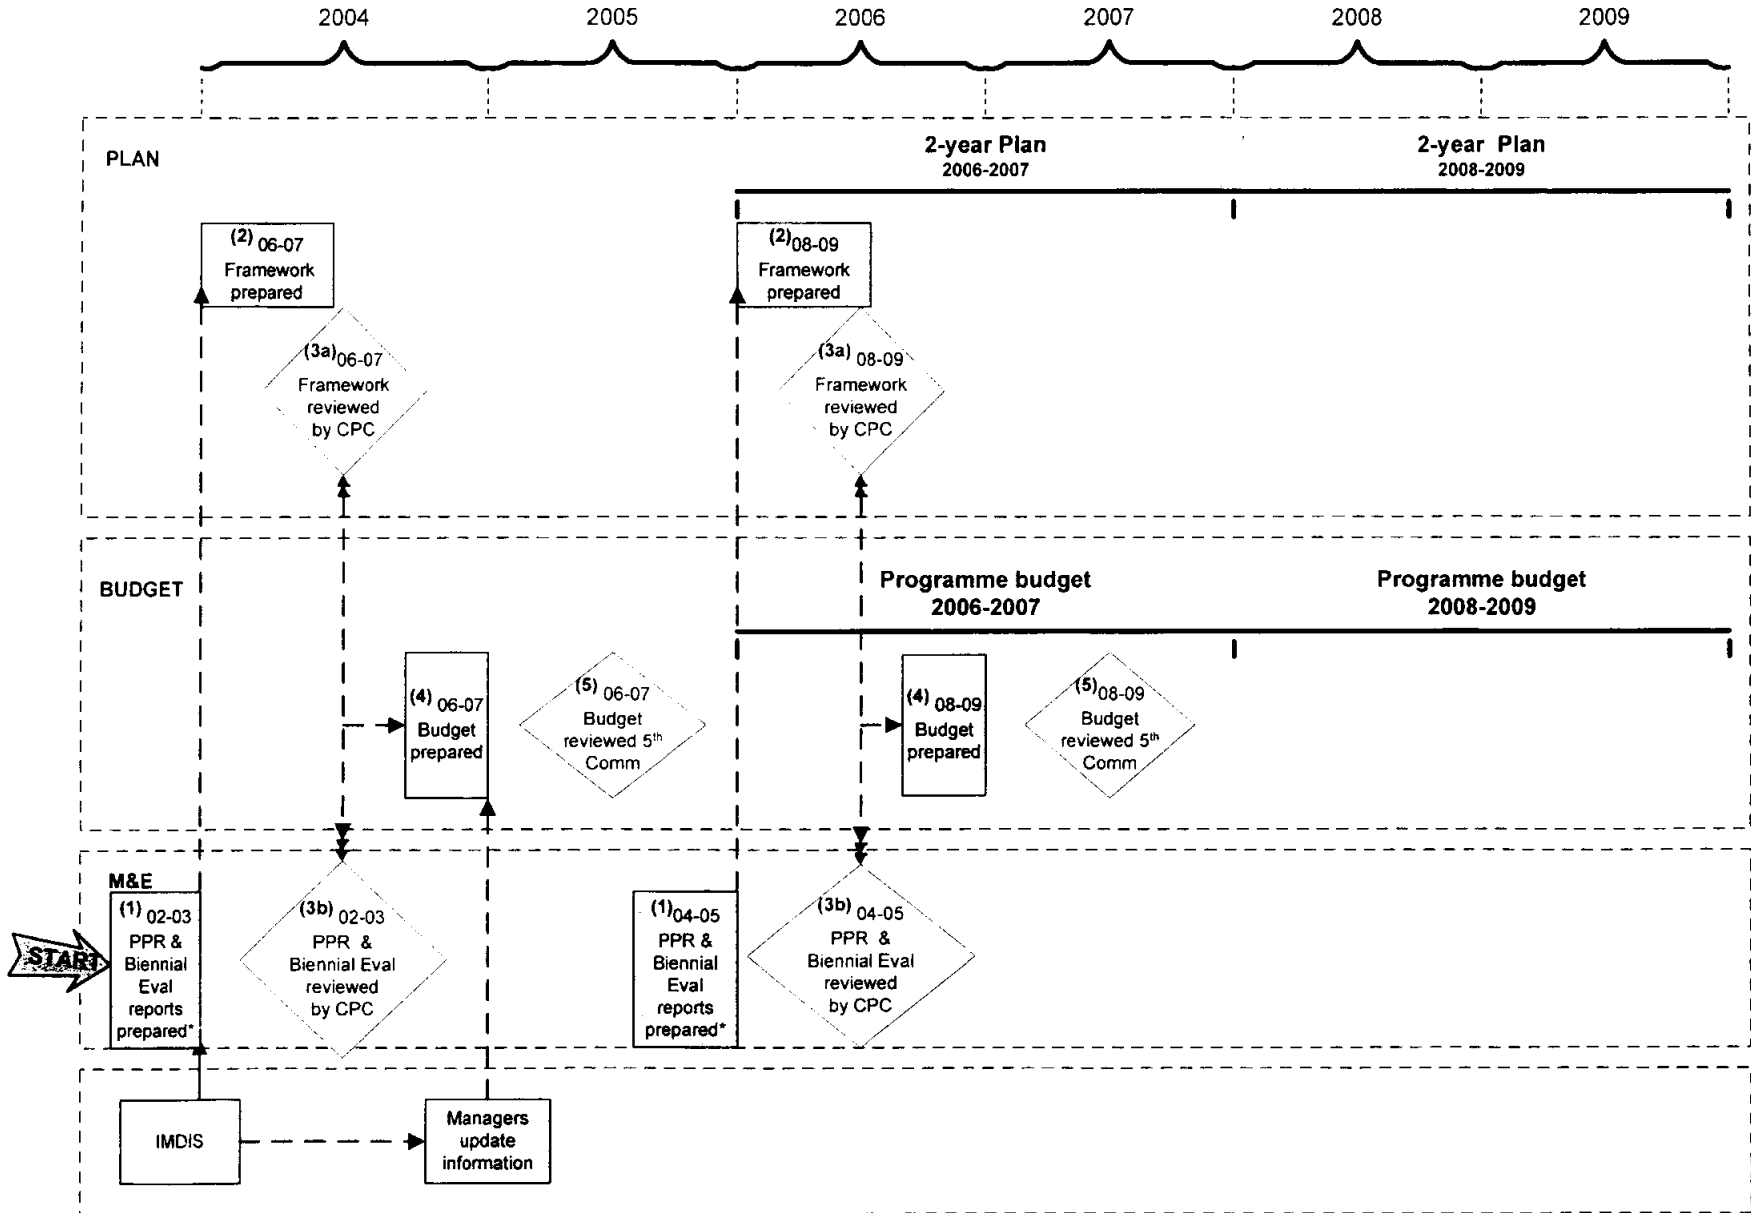 2004 2005 2006 2007 2008 2009
PLAN
2-year Plan
2006-2007
2-year Plan
2008-2009
(2) 06-07
Framework
prepared
(2) 08-09
Framework
prepared
(3a) 06-07
Framework
reviewed
by CPC
(3a) 08-09
Framework
reviewed
by CPC
BUDGET
Programme budget
2006-2007
Programme budget
2008-2009
(4) 06-07
Budget
prepared
(5) 06-07
Budget
reviewed 5th
Comm
(4) 08-09
Budget
prepared
(5) 08-09
Budget
reviewed 5th
Comm
M&E
START
(1) 02-03
PPR &
Biennial
Eval
reports
prepared*
(3b) 02-03
PPR &
Biennial Eval
reviewed
by CPC
(1) 04-05
PPR &
Biennial
Eval
reports
prepared*
(3b) 04-05
PPR &
Biennial Eval
reviewed
by CPC
IMDIS
Managers
update
information